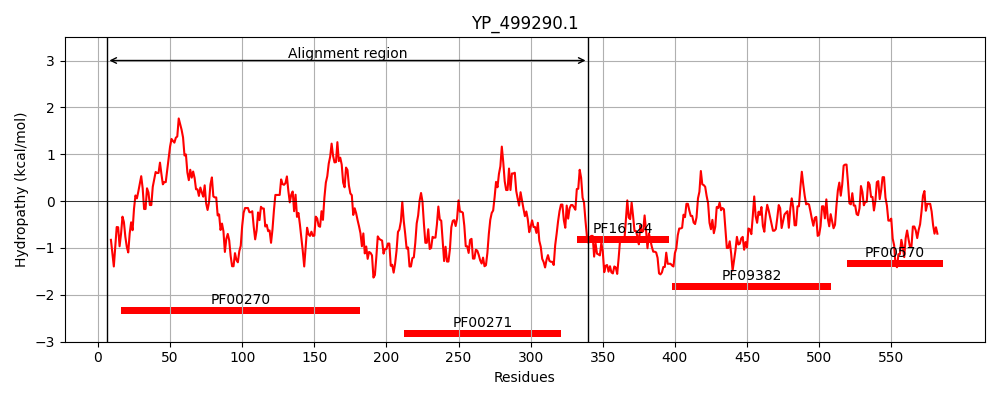 YP_499290.1
Alignment region
Hydropathy (kcal/mol)
3
2
1
0
−1
−2
−3
PF16124
PF00570
PF09382
PF00270
PF00271
0 50 100 150 200 250 300 350 400 450 500 550
Residues